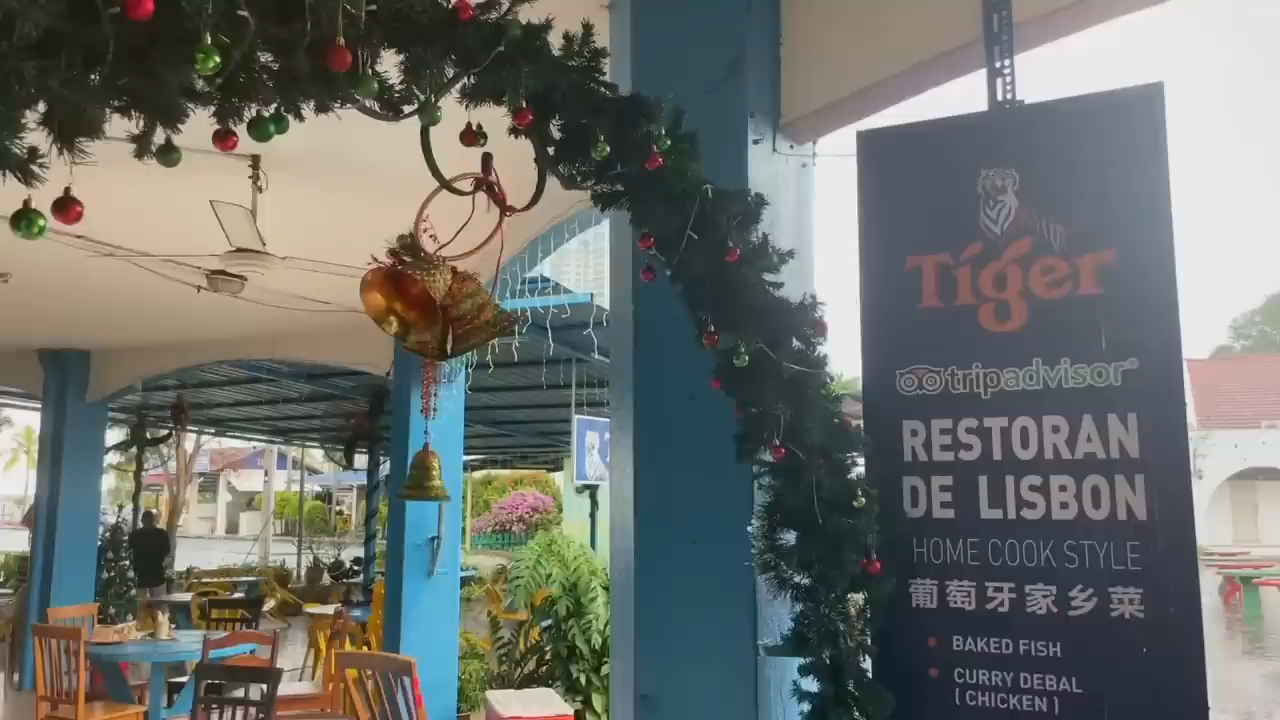 Tiger
tripadvisor®
RESTORAN
DE LISBON
HOME COOK STYLE
葡萄牙家乡菜
BAKED FISH
CURRY DEBAL
( CHICKEN )